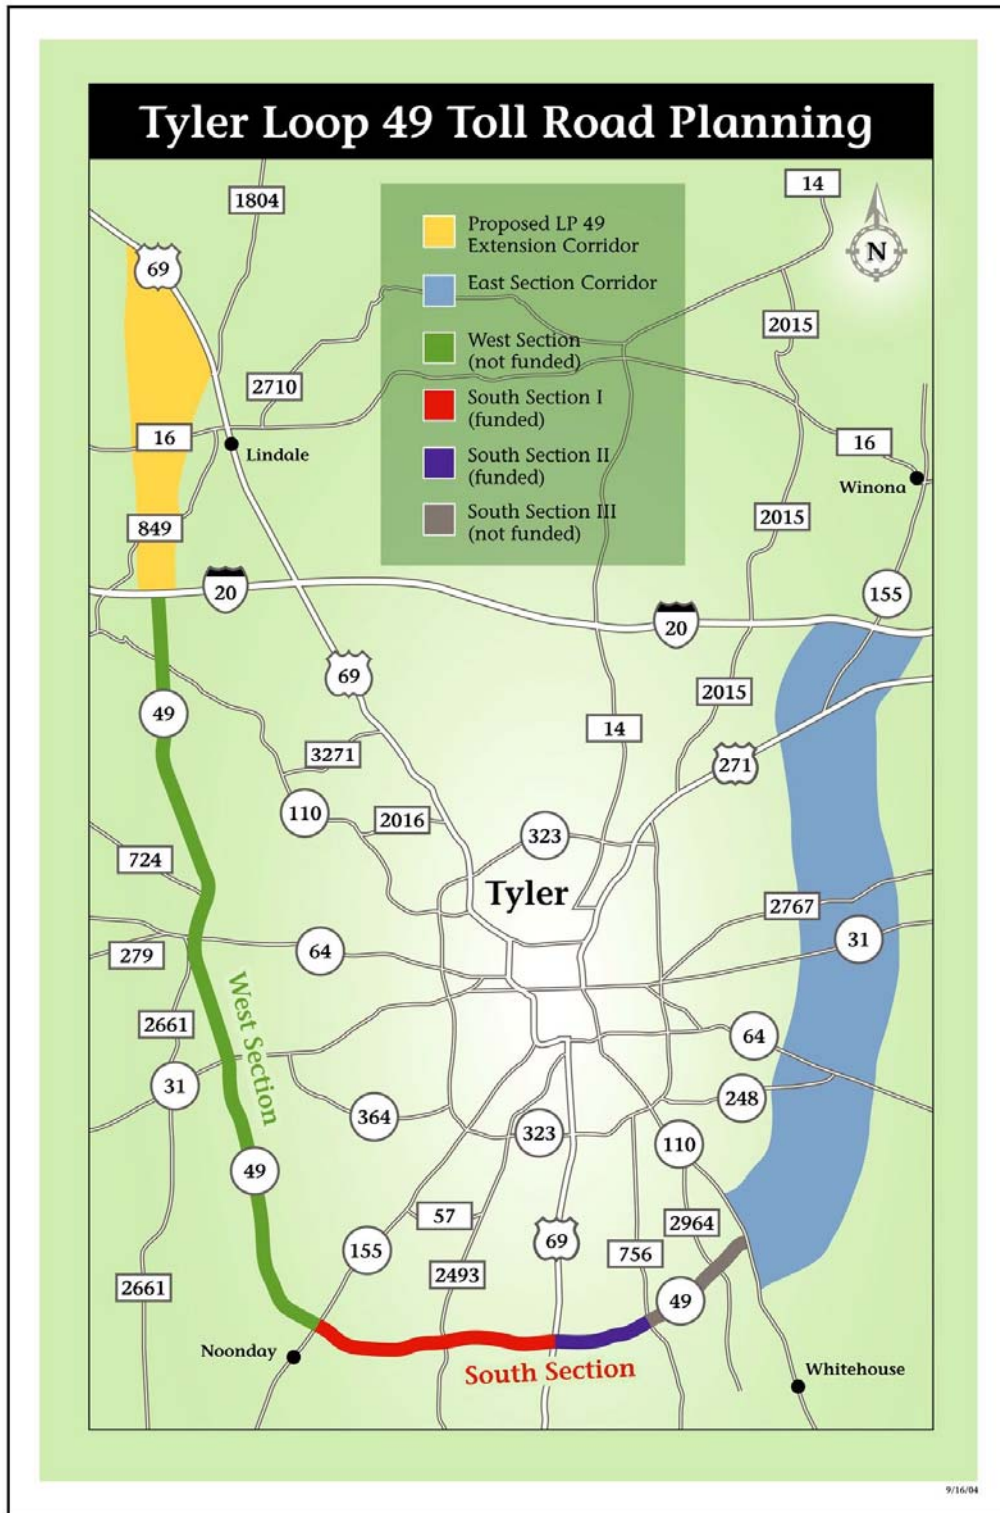 Tyler Loop 49 Toll Road Planning
1804
14
69
Proposed LP 49
Extension Corridor
N
East Section Corridor
2015
West Section
(not funded)
2710
South Section I
(funded)
16
16
Lindale
South Section II
(funded)
Winona
South Section III
(not funded)
2015
849
20
155
20
69
2015
49
14
3271
271
110
2016
323
724
Tyler
2767
31
64
279
West Section
2661
64
31
248
364
323
110
49
57
2964
69
155
756
2493
2661
49
Noonday
South Section
Whitehouse
9/16/04